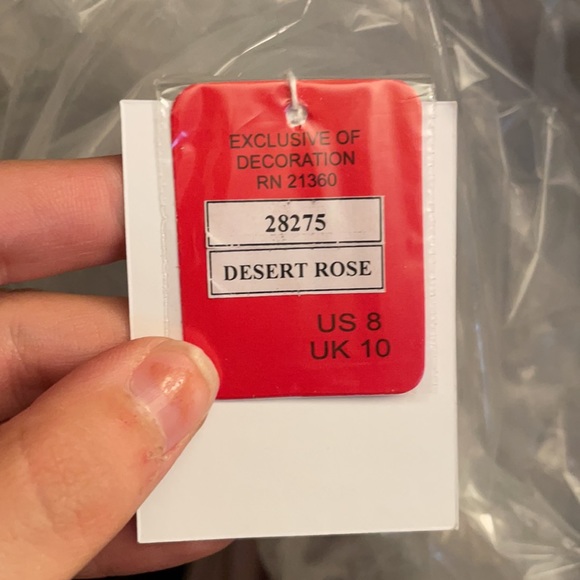 EXCLUSIVE OF
DECORATION
RN 21360
28275
DESERT ROSE
US 8
UK 10